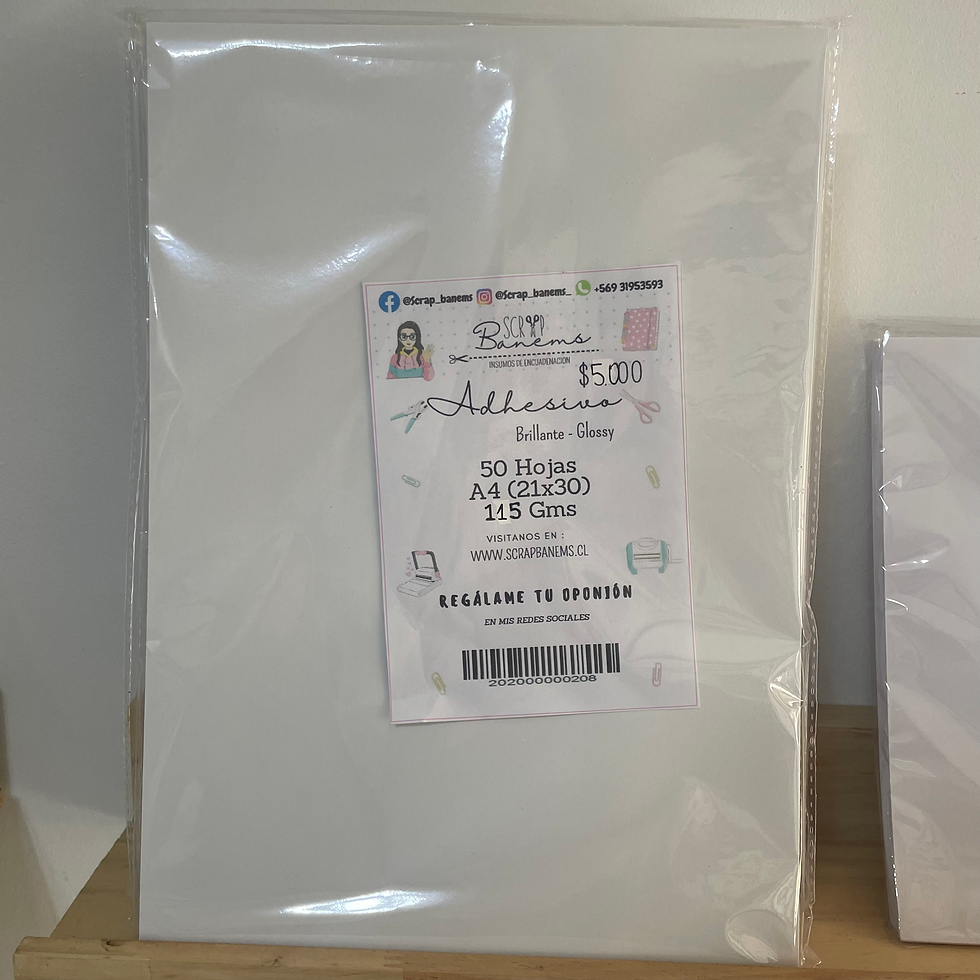 @Scrap_banems @Scrap_banems_ +569 31953593
SCRAP
Banems
INSUMOS DE ENCUADENACION
$5.000
Adhesivo
Brillante - Glossy
50 Hojas
A4 (21x30)
115 Gms
VISITANOS EN :
WWW.SCRAPBANEMS.CL
REGÁLAME TU OPONIÓN
EN MIS REDES SOCIALES
202000000208